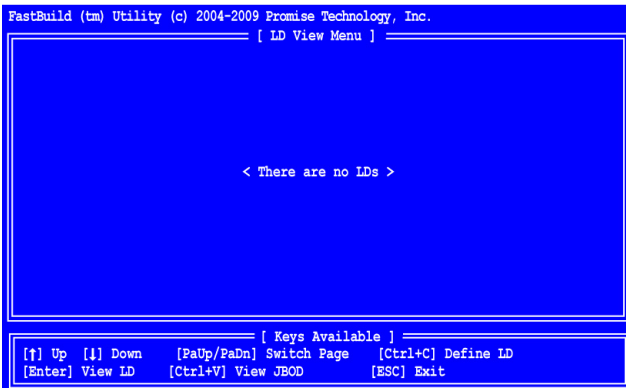 FastBuild (tm) Utility (c) 2004-2009 Promise Technology, Inc.
[ LD View Menu ]
< There are no LDs >
[ Keys Available ]
[↑] Up [↓] Down [PaUp/PaDn] Switch Page [Ctrl+C] Define LD
[Enter] View LD [Ctrl+V] View JBOD [ESC] Exit